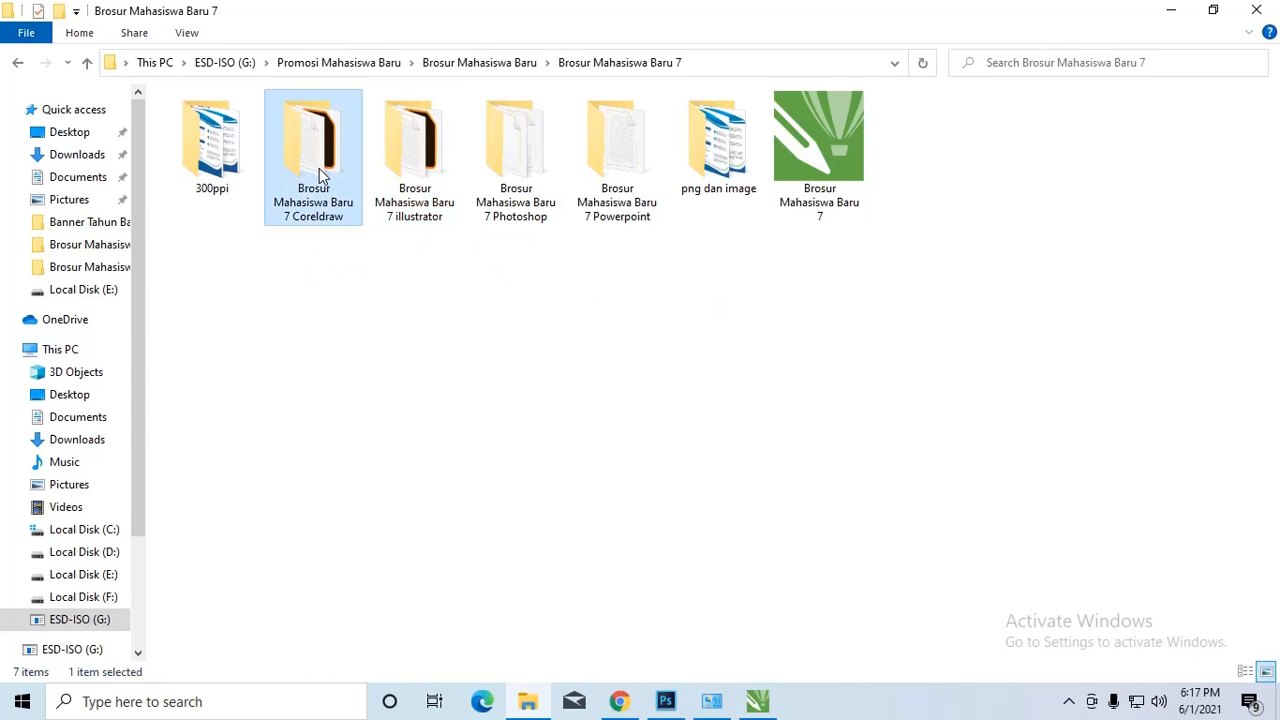 Brosur Mahasiswa Baru 7
File Home Share View
This PC > ESD-ISO (G:) > Promosi Mahasiswa Baru > Brosur Mahasiswa Baru > Brosur Mahasiswa Baru 7
Search Brosur Mahasiswa Baru 7
Quick access
Desktop
Downloads
Documents
Pictures
Banner Tahun Ba
Brosur Mahasisw
Brosur Mahasisw
Local Disk (E:)
OneDrive
This PC
3D Objects
Desktop
Documents
Downloads
Music
Pictures
Videos
Local Disk (C:)
Local Disk (D:)
Local Disk (E:)
Local Disk (F:)
ESD-ISO (G:)
ESD-ISO (G:)
300ppi
Brosur
Mahasiswa Baru
7 Coreldraw
Brosur
Mahasiswa Baru
7 illustrator
Brosur
Mahasiswa Baru
7 Photoshop
Brosur
Mahasiswa Baru
7 Powerpoint
png dan image
Brosur
Mahasiswa Baru
7
Activate Windows
Go to Settings to activate Windows.
7 items 1 item selected
Type here to search
Ps
6:17 PM
6/1/2021
9